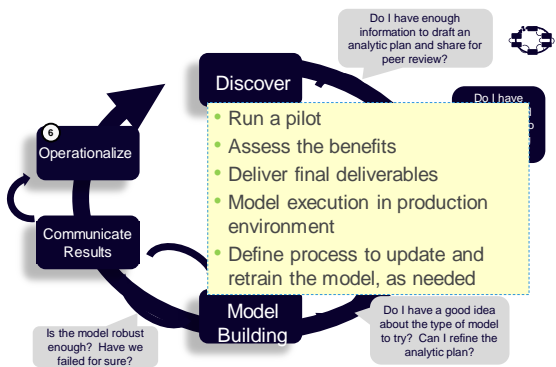 Do I have enough
information to draft an
analytic plan and share for
peer review?
Discover
Do I have
6
Operationalize
• Run a pilot
• Assess the benefits
• Deliver final deliverables
• Model execution in production
environment
• Define process to update and
retrain the model, as needed
Communicate
Results
Model
Building
Is the model robust
enough? Have we
failed for sure?
Do I have a good idea
about the type of model
to try? Can I refine the
analytic plan?